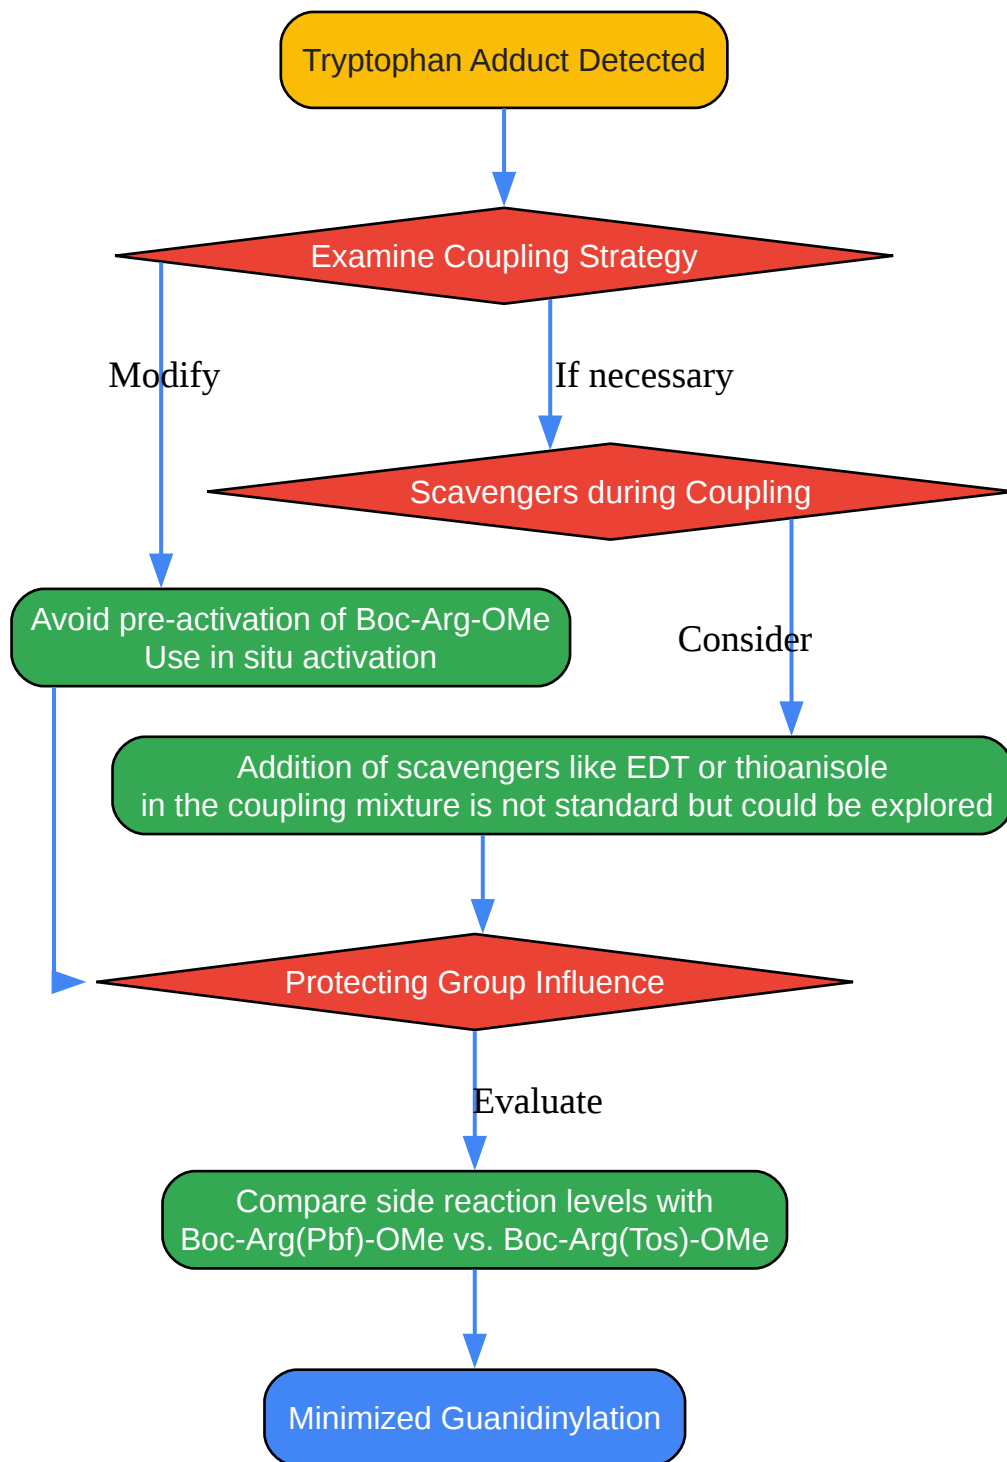 Tryptophan Adduct Detected
Examine Coupling Strategy
Modify
If necessary
Scavengers during Coupling
Avoid pre-activation of Boc-Arg-OMe
Use in situ activation
Consider
Addition of scavengers like EDT or thioanisole
in the coupling mixture is not standard but could be explored
Protecting Group Influence
Evaluate
Compare side reaction levels with
Boc-Arg(Pbf)-OMe vs. Boc-Arg(Tos)-OMe
Minimized Guanidinylation